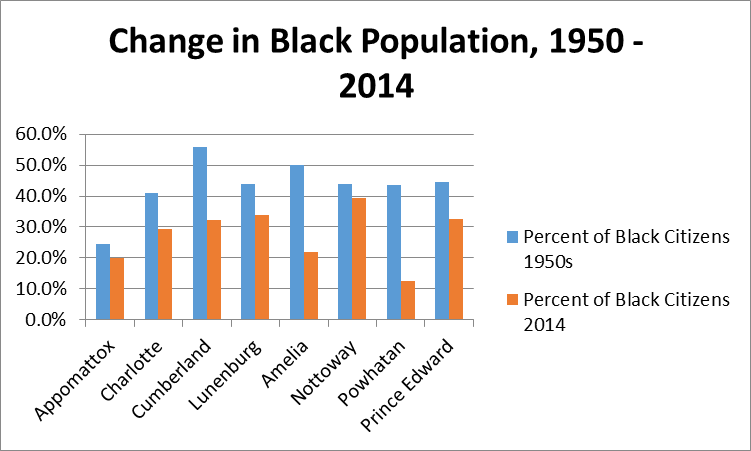 Change in Black Population, 1950 -
2014
60.0%
50.0%
40.0%
30.0%
20.0%
10.0%
0.0%
Appomattox
Charlotte
Cumberland
Lunenburg
Amelia
Nottoway
Powhatan
Prince Edward
Percent of Black Citizens
1950s
Percent of Black Citizens
2014